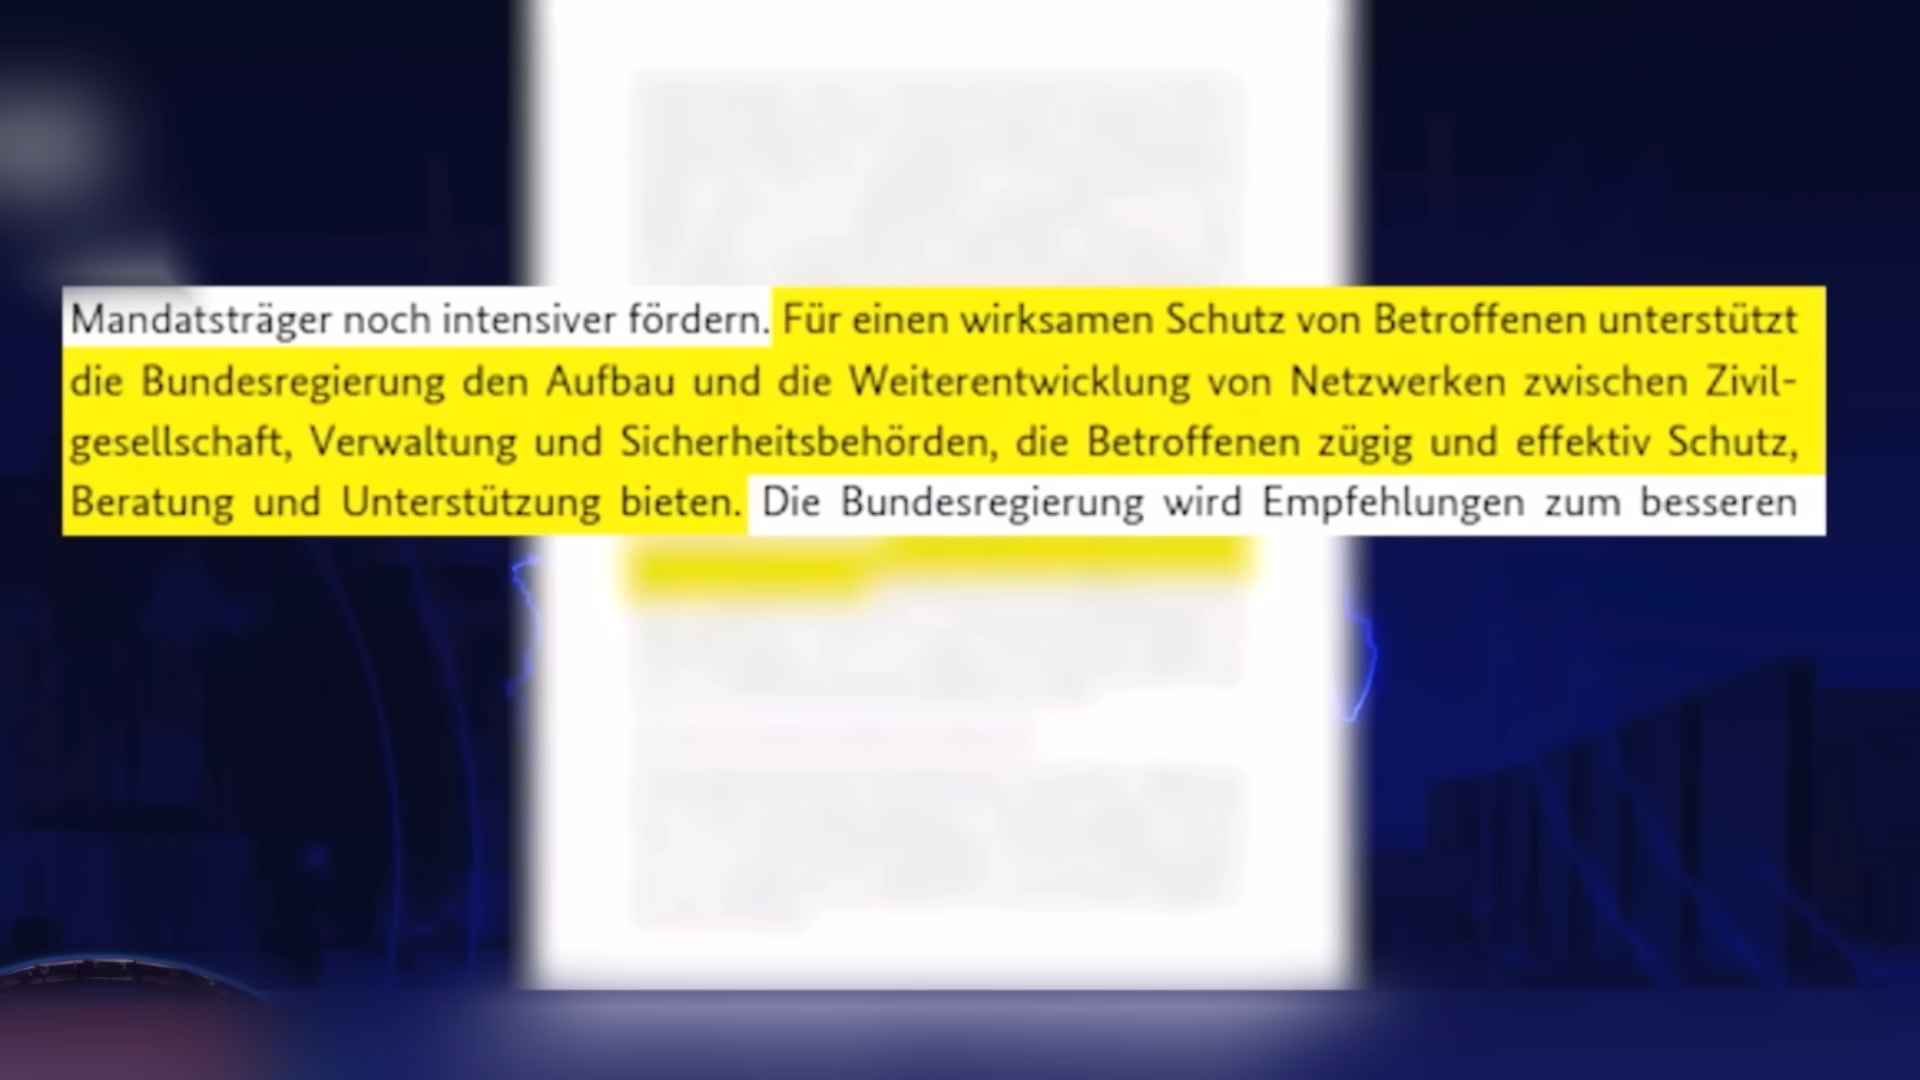 Mandatsträger noch intensiver fördern. Für einen wirksamen Schutz von Betroffenen unterstützt
die Bundesregierung den Aufbau und die Weiterentwicklung von Netzwerken zwischen Zivil-
gesellschaft, Verwaltung und Sicherheitsbehörden, die Betroffenen zügig und effektiv Schutz,
Beratung und Unterstützung bieten. Die Bundesregierung wird Empfehlungen zum besseren